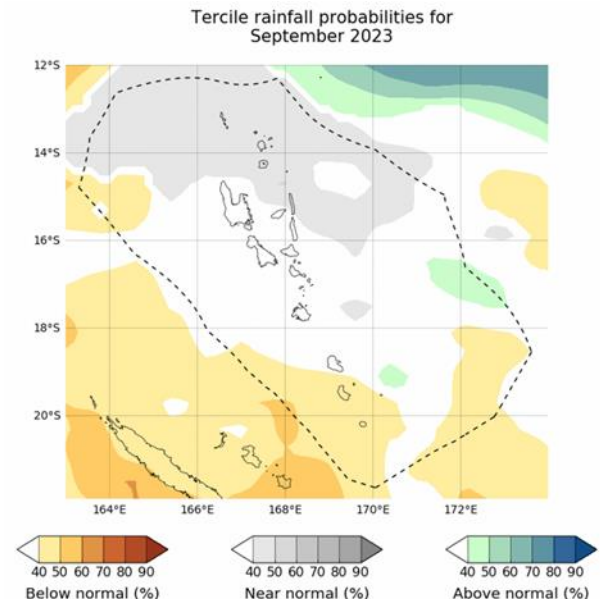 Tercile rainfall probabilities for
September 2023
12°S
14°S
16°S
18°S
20°S
164°E 166°E 168°E 170°E 172°E
40 50 60 70 80 90 40 50 60 70 80 90 40 50 60 70 80 90
Below normal (%) Near normal (%) Above normal (%)